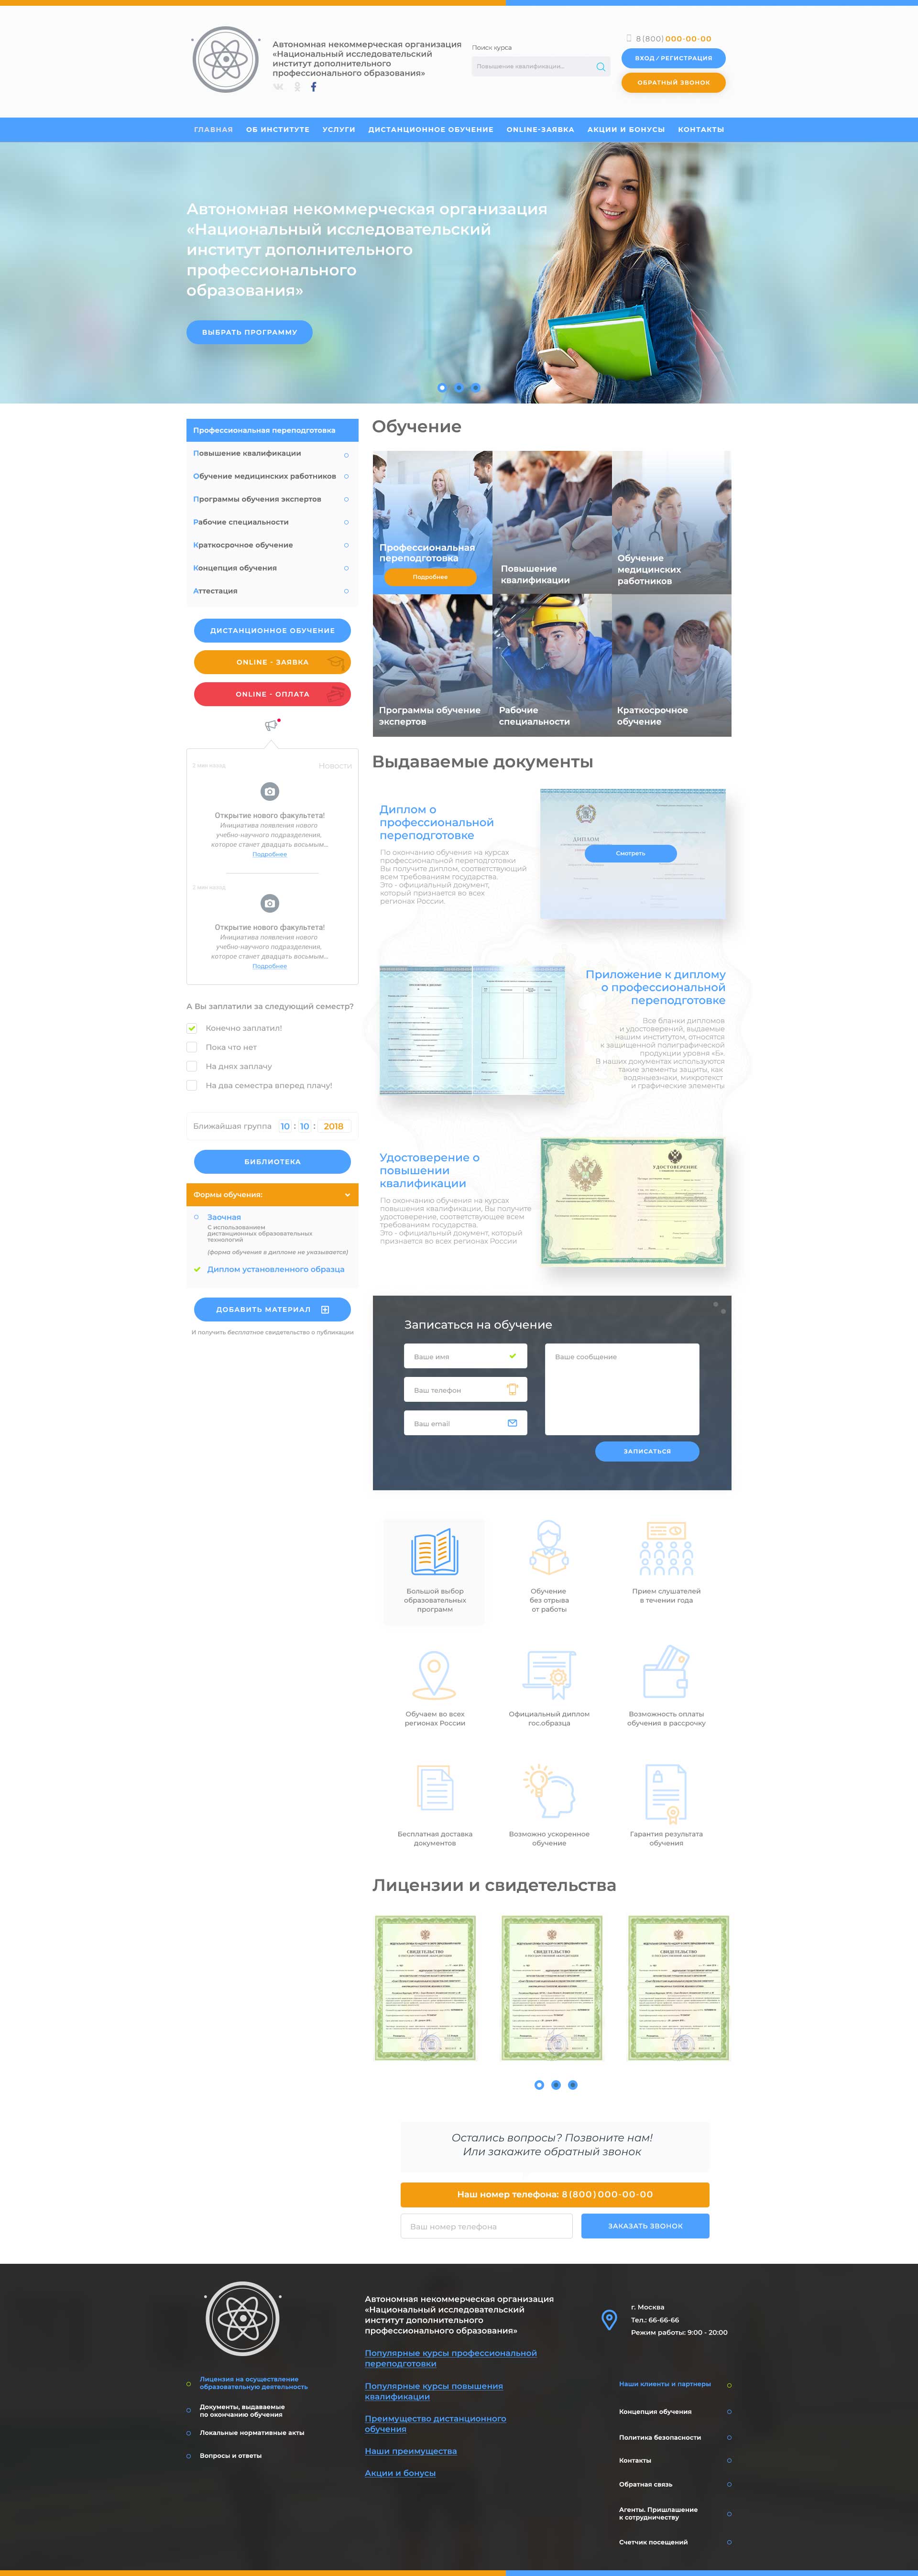 Автономная некоммерческая организация
«Национальный исследовательский
институт дополнительного
профессионального образования»
Поиск курса
Повышение квалификации...
8 (800) 000-00-00
ВХОД / РЕГИСТРАЦИЯ
ОБРАТНЫЙ ЗВОНОК
ГЛАВНАЯ ОБ ИНСТИТУТЕ УСЛУГИ ДИСТАНЦИОННОЕ ОБУЧЕНИЕ ONLINE-ЗАЯВКА АКЦИИ И БОНУСЫ КОНТАКТЫ
Автономная некоммерческая организация
«Национальный исследовательский
институт дополнительного
профессионального
образования»
ВЫБРАТЬ ПРОГРАММУ
Профессиональная переподготовка
Повышение квалификации
Обучение медицинских работников
Программы обучения экспертов
Рабочие специальности
Краткосрочное обучение
Концепция обучения
Аттестация
ДИСТАНЦИОННОЕ ОБУЧЕНИЕ
ONLINE - ЗАЯВКА
ONLINE - ОПЛАТА
2 мин назад
Новости
Открытие нового факультета!
Инициатива появления нового
учебно-научного подразделения,
которое станет двадцать восьмым...
Подробнее
2 мин назад
Открытие нового факультета!
Инициатива появления нового
учебно-научного подразделения,
которое станет двадцать восьмым...
Подробнее
А Вы заплатили за следующий семестр?
Конечно заплатил!
Пока что нет
На днях заплачу
На два семестра вперед плачу!
Ближайшая группа 10 : 10 : 2018
БИБЛИОТЕКА
Формы обучения:
Заочная
С использованием
дистанционных образовательных
технологий
(форма обучения в дипломе не указывается)
Диплом установленного образца
ДОБАВИТЬ МАТЕРИАЛ
И получить бесплатное свидетельство о публикации
Обучение
Профессиональная
переподготовка
Подробнее
Повышение
квалификации
Обучение
медицинских
работников
Программы обучения
экспертов
Рабочие
специальности
Краткосрочное
обучение
Выдаваемые документы
Диплом о
профессиональной
переподготовке
По окончанию обучения на курсах
профессиональной переподготовки
Вы получите диплом, соответствующий
всем требованиям государства.
Это - официальный документ,
который признается во всех
регионах России.
ДИПЛОМ
Смотреть
Приложение к диплому
о профессиональной
переподготовке
Все бланки дипломов
и удостоверений, выдаваемые
нашим институтом, относятся
к защищенной полиграфической
продукции уровня «Б».
В наших документах используются
такие элементы защиты, как
водяныезнаки, микротекст
и графические элементы
Удостоверение о
повышении
квалификации
По окончанию обучения на курсах
повышения квалификации, Вы получите
удостоверение, соответствующее всем
требованиям государства.
Это - официальный документ, который
признается во всех регионах России
УДОСТОВЕРЕНИЕ
Записаться на обучение
Ваше имя
Ваш телефон
Ваш email
Ваше сообщение
ЗАПИСАТЬСЯ
Большой выбор
образовательных
программ
Обучение
без отрыва
от работы
Прием слушателей
в течении года
Обучаем во всех
регионах России
Официальный диплом
гос.образца
Возможность оплаты
обучения в рассрочку
Бесплатная доставка
документов
Возможно ускоренное
обучение
Гарантия результата
обучения
Лицензии и свидетельства
СВИДЕТЕЛЬСТВО
СВИДЕТЕЛЬСТВО
СВИДЕТЕЛЬСТВО
Остались вопросы? Позвоните нам!
Или закажите обратный звонок
Наш номер телефона: 8 (800) 000-00-00
Ваш номер телефона
ЗАКАЗАТЬ ЗВОНОК
Лицензия на осуществление
образовательную деятельность
Документы, выдаваемые
по окончанию обучения
Локальные нормативные акты
Вопросы и ответы
Автономная некоммерческая организация
«Национальный исследовательский
институт дополнительного
профессионального образования»
Популярные курсы профессиональной
переподготовки
Популярные курсы повышения
квалификации
Преимущество дистанционного
обучения
Наши преимущества
Акции и бонусы
г. Москва
Тел.: 66-66-66
Режим работы: 9:00 - 20:00
Наши клиенты и партнеры
Концепция обучения
Политика безопасности
Контакты
Обратная связь
Агенты. Пришлашение
к сотрудничеству
Счетчик посещений